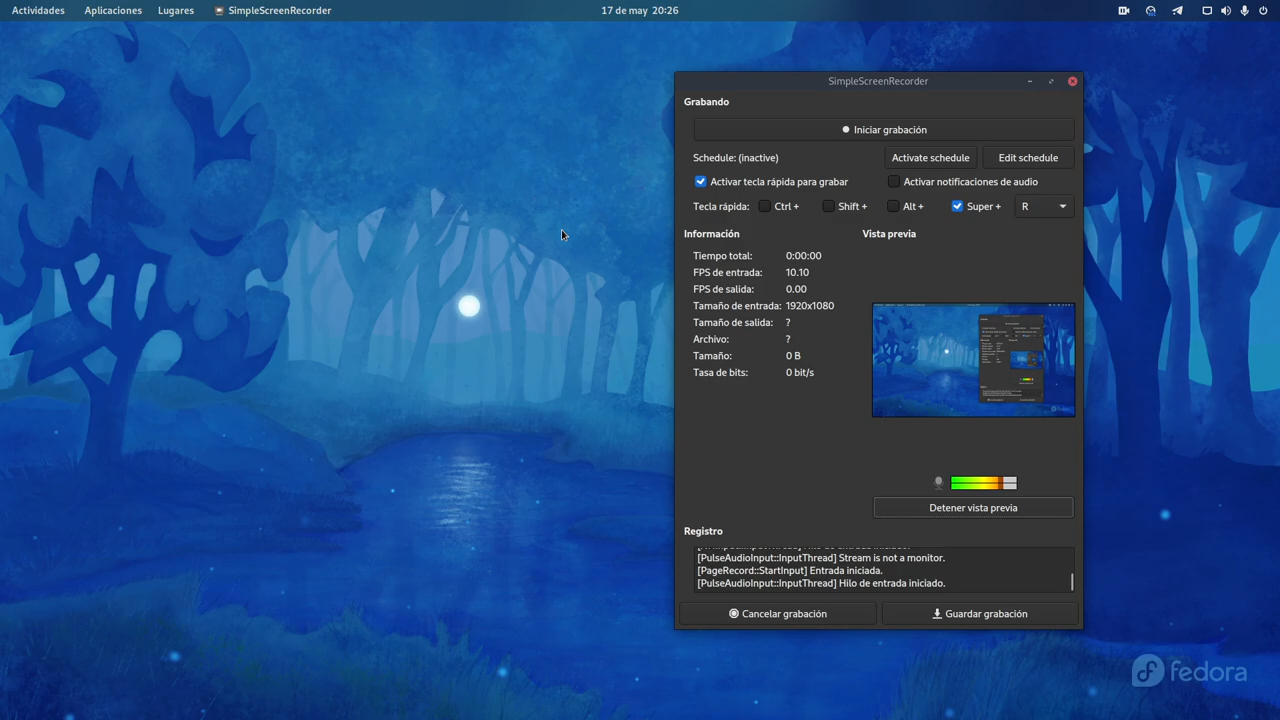 Actividades Aplicaciones Lugares SimpleScreenRecorder 17 de may 20:26
SimpleScreenRecorder
Grabando
Iniciar grabación
Schedule: (inactive) Activate schedule Edit schedule
Activar tecla rápida para grabar Activar notificaciones de audio
Tecla rápida: Ctrl + Shift + Alt + Super + R
Información Vista previa
Tiempo total: 0:00:00
FPS de entrada: 10.10
FPS de salida: 0.00
Tamaño de entrada: 1920x1080
Tamaño de salida: ?
Archivo: ?
Tamaño: 0 B
Tasa de bits: 0 bit/s
Detener vista previa
Registro
[PulseAudioInput::InputThread] Stream is not a monitor.
[PageRecord::StartInput] Entrada iniciada.
[PulseAudioInput::InputThread] Hilo de entrada iniciado.
Cancelar grabación Guardar grabación
fedora